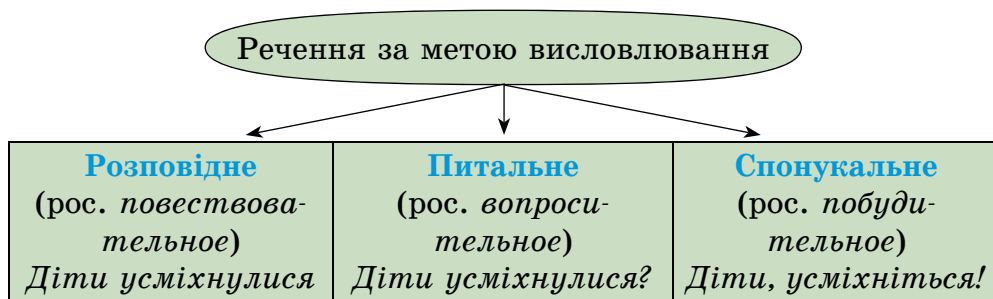 Речення за метою висловлювання
Розповідне
(рос. повествова-
тельное)
Діти усміхнулися
Питальне
(рос. вопроси-
тельное)
Діти усміхнулися?
Спонукальне
(рос. побуди-
тельное)
Діти, усміхніться!